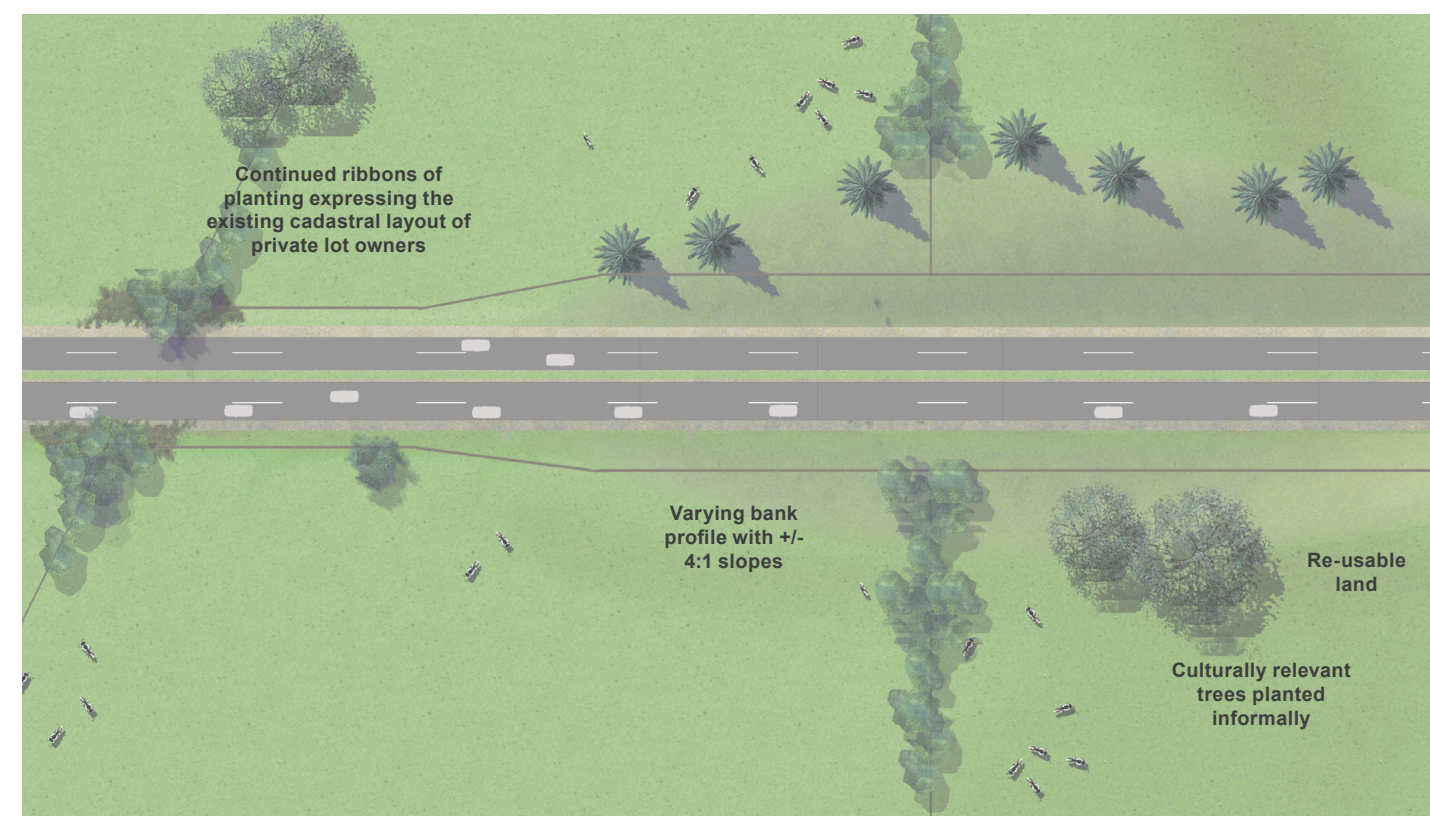 Continued ribbons of
planting expressing the
existing cadastral layout of
private lot owners
Varying bank
profile with +/-
4:1 slopes
Re-usable
land
Culturally relevant
trees planted
informally